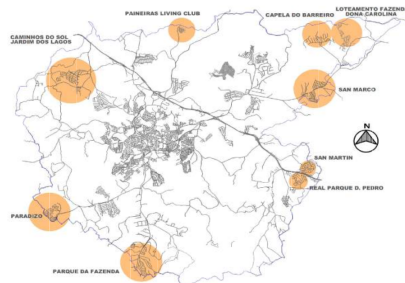 PAINEIRAS LIVING CLUB
CAPELA DO BARREIRO
LOTEAMENTO FAZENDA
DONA CAROLINA
CAMINHOS DO SOL
JARDIM DOS LAGOS
SAN MARCO
N
SAN MARTIN
REAL PARQUE D. PEDRO
PARADIZO
PARQUE DA FAZENDA